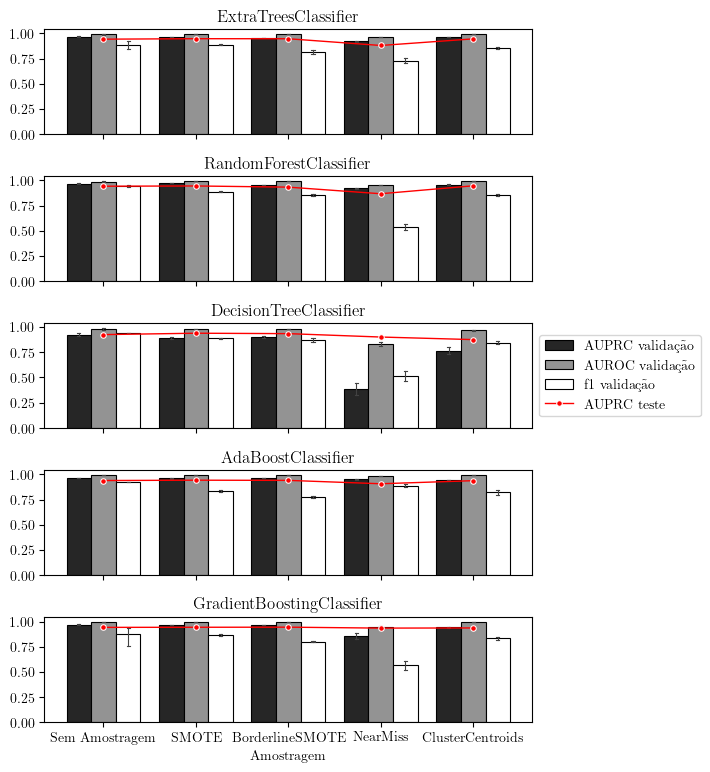 ExtraTreesClassifier
1.00
0.75
0.50
0.25
0.00
RandomForestClassifier
1.00
0.75
0.50
0.25
0.00
DecisionTreeClassifier
1.00
0.75
0.50
0.25
0.00
AUPRC validação
AUROC validação
f1 validação
AUPRC teste
AdaBoostClassifier
1.00
0.75
0.50
0.25
0.00
GradientBoostingClassifier
1.00
0.75
0.50
0.25
0.00
Sem Amostragem SMOTE BorderlineSMOTE NearMiss ClusterCentroids
Amostragem